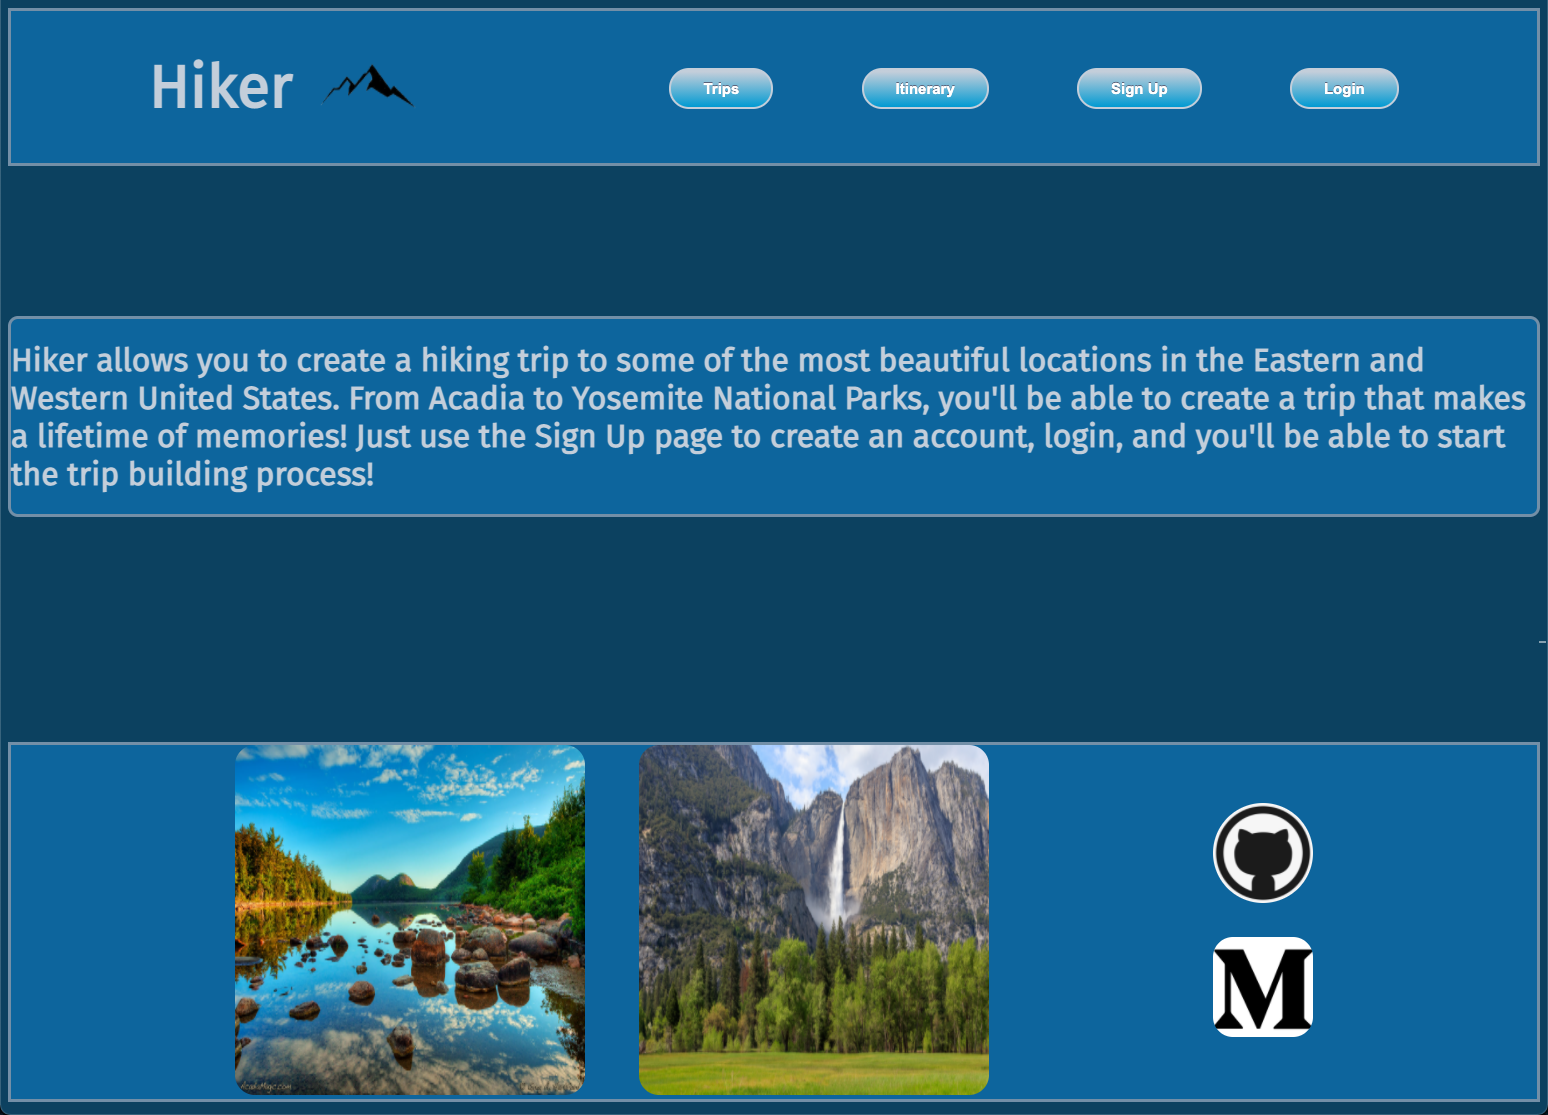 Hiker
Trips
Itinerary
Sign Up
Login
Hiker allows you to create a hiking trip to some of the most beautiful locations in the Eastern and
Western United States. From Acadia to Yosemite National Parks, you'll be able to create a trip that makes
a lifetime of memories! Just use the Sign Up page to create an account, login, and you'll be able to start
the trip building process!
M